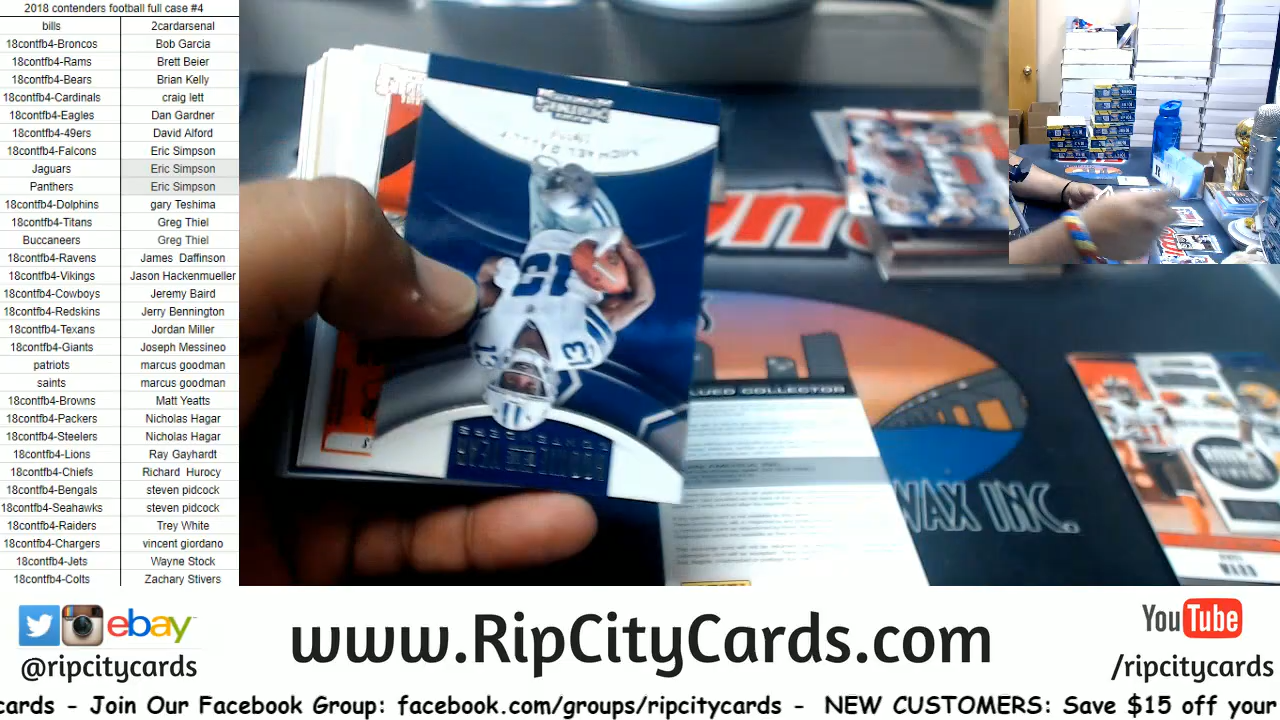 2018 contenders football full case #4
bills 2cardarsenal
18contfb4-Broncos Bob Garcia
18contfb4-Rams Brett Beier
18contfb4-Bears Brian Kelly
18contfb4-Cardinals craig lett
18contfb4-Eagles Dan Gardner
18contfb4-49ers David Alford
18contfb4-Falcons Eric Simpson
Jaguars Eric Simpson
Panthers Eric Simpson
18contfb4-Dolphins gary Teshima
18contfb4-Titans Greg Thiel
Buccaneers Greg Thiel
18contfb4-Ravens James Daffinson
18contfb4-Vikings Jason Hackenmueller
18contfb4-Cowboys Jeremy Baird
18contfb4-Redskins Jerry Bennington
18contfb4-Texans Jordan Miller
18contfb4-Giants Joseph Messineo
patriots marcus goodman
saints marcus goodman
18contfb4-Browns Matt Yeatts
18contfb4-Packers Nicholas Hagar
18contfb4-Steelers Nicholas Hagar
18contfb4-Lions Ray Gayhardt
18contfb4-Chiefs Richard Hurocy
18contfb4-Bengals steven pidcock
steven pidcock
18contfb4-Raiders Trey White
vincent giordano
18contfb4-Jets Wayne Stock
18contfb4-Colts Zachary Stivers
MICHAEL
13
ROOKIE
CONTENDERS
COLLECTOR
WAX INC.
WARD
ebay
@ripcitycards
www.RipCityCards.com
YouTube
/ripcitycards
cards - Join Our Facebook Group: facebook.com/groups/ripcitycards - NEW CUSTOMERS: Save $15 off your